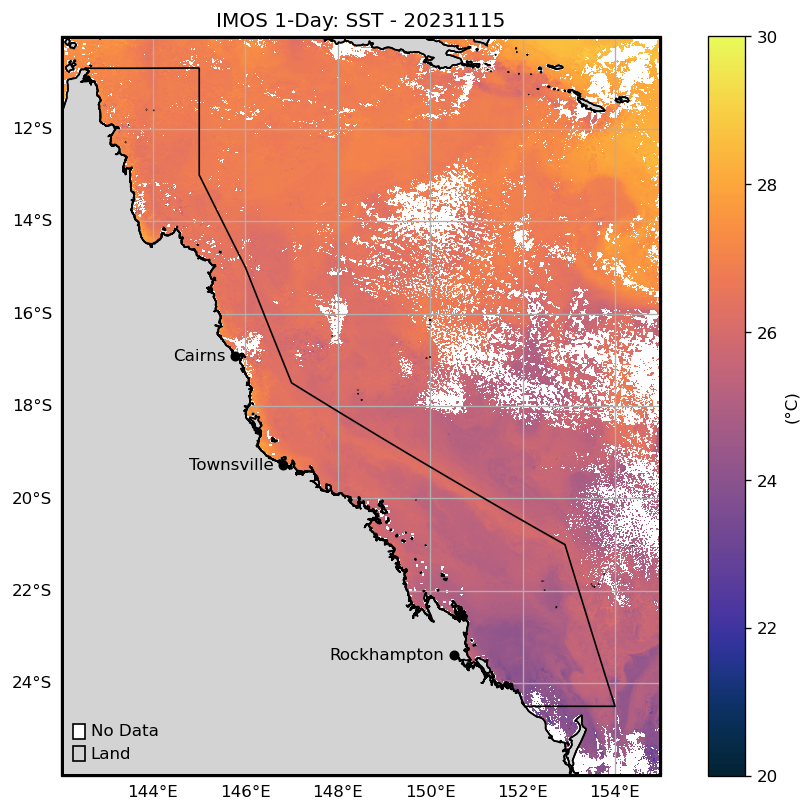 IMOS 1-Day: SST - 20231115
12°S
14°S
16°S
18°S
20°S
22°S
24°S
Cairns
Townsville
Rockhampton
No Data
Land
144°E 146°E 148°E 150°E 152°E 154°E
30
28
26
24
22
20
(°C)